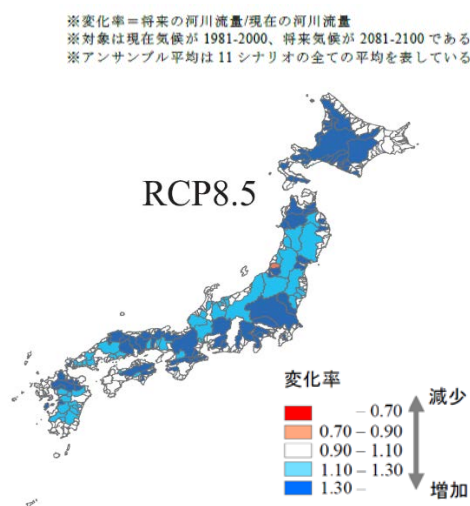 ※変化率＝将来の河川流量/現在の河川流量
※対象は現在気候が 1981-2000、将来気候が 2081-2100 である
※アンサンブル平均は 11 シナリオの全ての平均を表している
RCP8.5
変化率
減少
– 0.70
0.70 – 0.90
0.90 – 1.10
1.10 – 1.30
1.30 –
増加